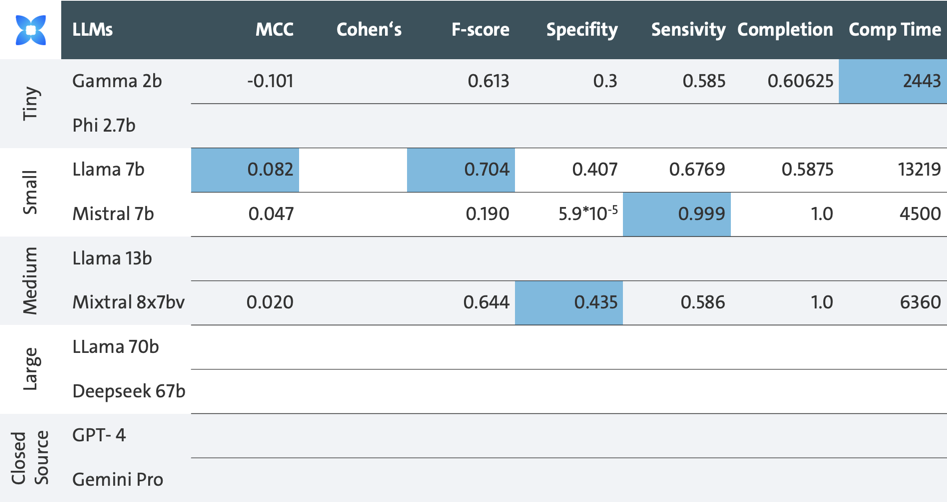 LLMs MCC Cohen‘s F-score Specifity Sensivity Completion Comp Time
Tiny
Gamma 2b -0.101 0.613 0.3 0.585 0.60625 2443
Phi 2.7b
Small
Llama 7b 0.082 0.704 0.407 0.6769 0.5875 13219
Mistral 7b 0.047 0.190 5.9*10⁻⁵ 0.999 1.0 4500
Medium
Llama 13b
Mixtral 8x7bv 0.020 0.644 0.435 0.586 1.0 6360
Large
LLama 70b
Deepseek 67b
Closed
Source
GPT- 4
Gemini Pro